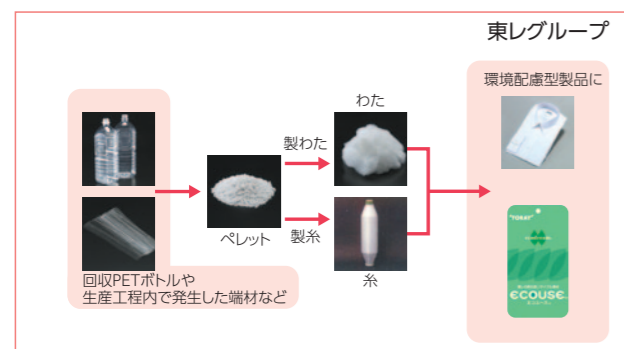 東レグループ
環境配慮型製品に
わた
製わた
ペレット
製糸
糸
回収PETボトルや
生産工程内で発生した端材など
"TORAY"
ECOUSE